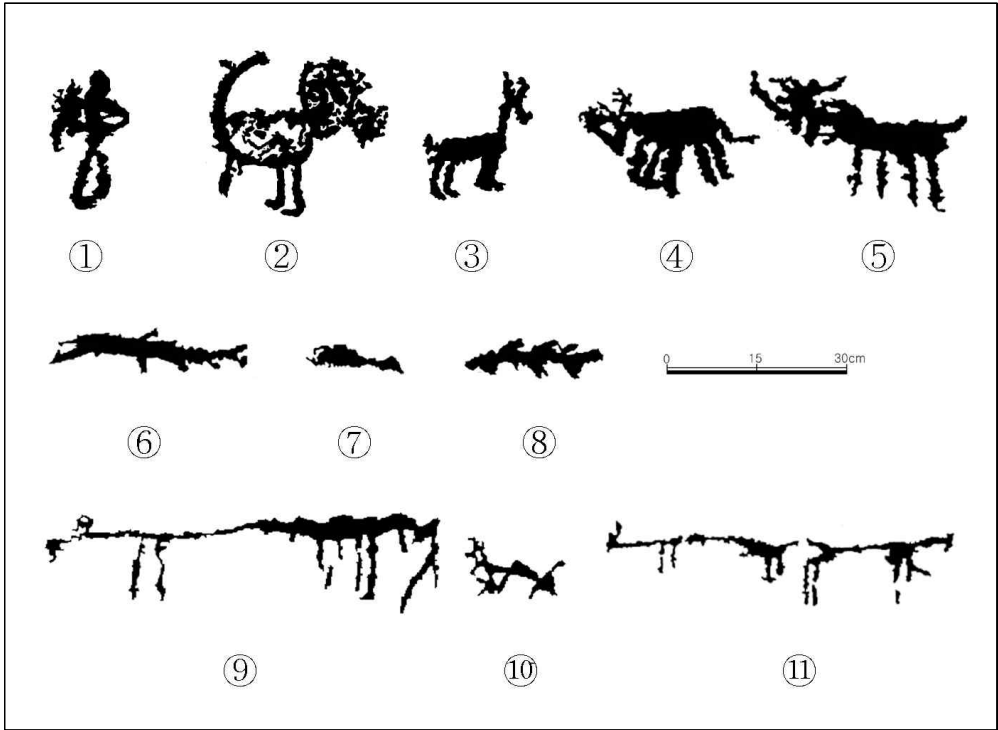 ① ② ③ ④ ⑤
0 15 30cm
⑥ ⑦ ⑧
⑨ ⑩ ⑪